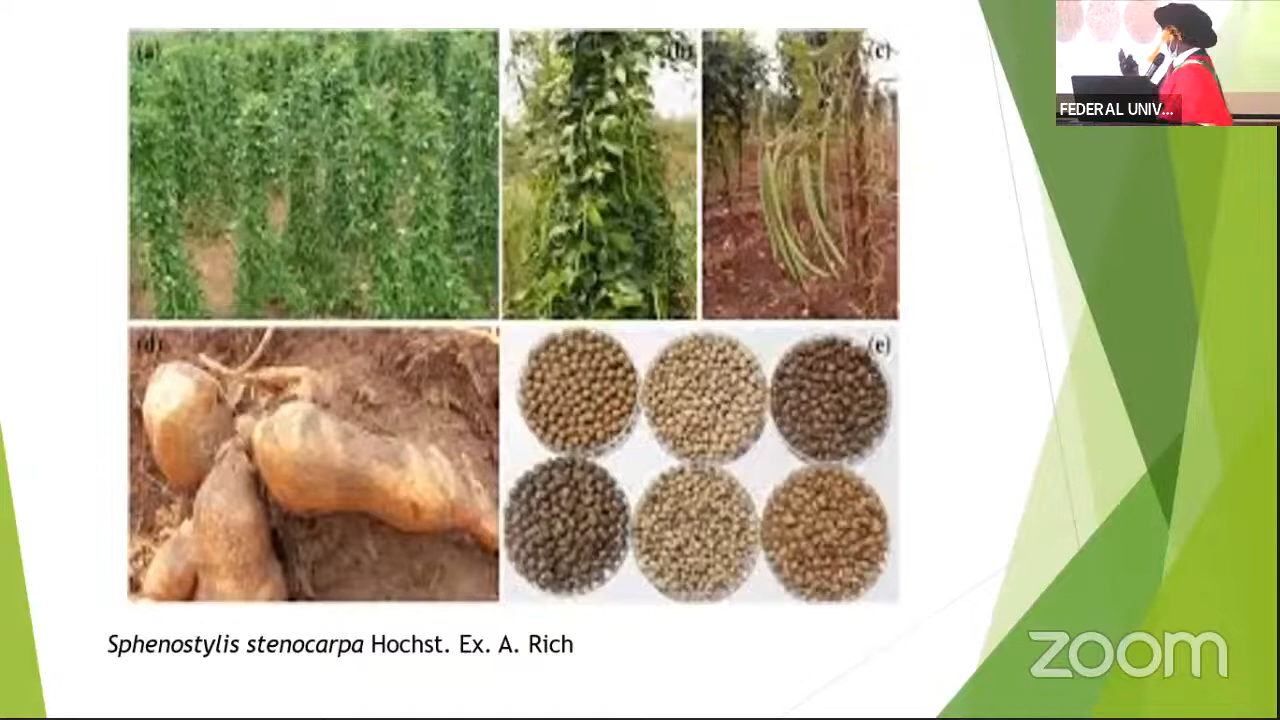 (a)
(b)
(c)
(d)
(e)
FEDERAL UNIV...
Sphenostylis stenocarpa Hochst. Ex. A. Rich
zoom